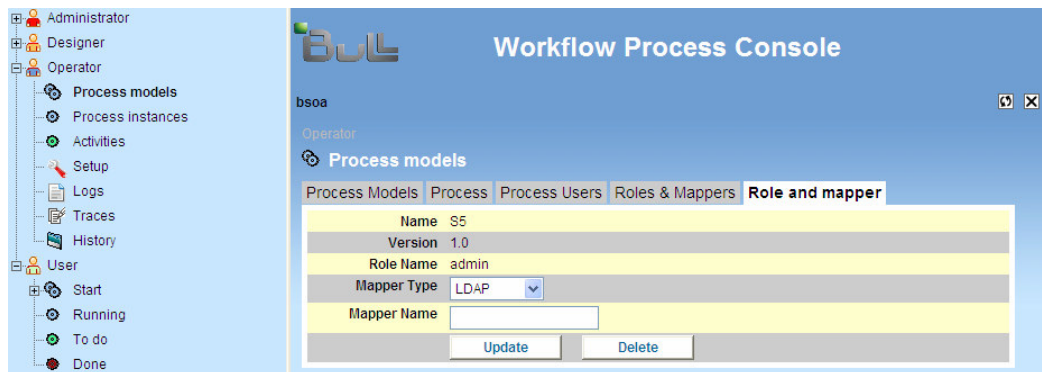 Administrator
Designer
Operator
Process models
Process instances
Activities
Setup
Logs
Traces
History
User
Start
Running
To do
Done
Bull
Workflow Process Console
bsoa
Operator
Process models
Process Models Process Process Users Roles & Mappers Role and mapper
Name S5
Version 1.0
Role Name admin
Mapper Type LDAP
Mapper Name
Update Delete